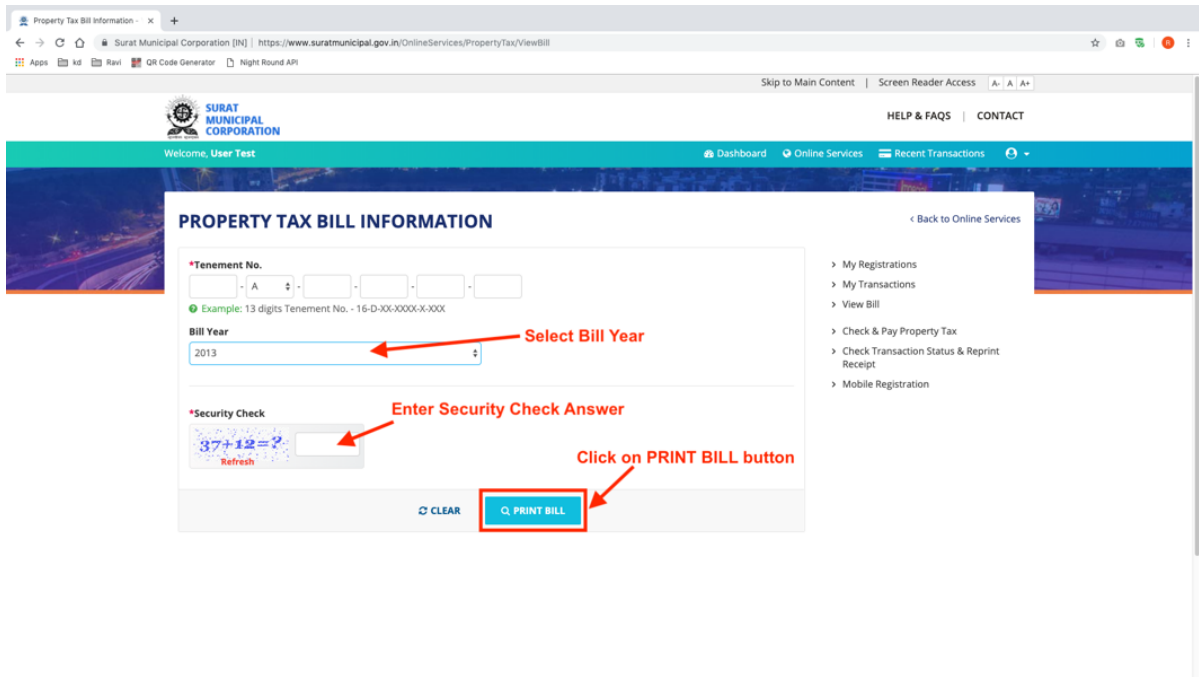 Property Tax Bill Information -
Surat Municipal Corporation [IN] | https://www.suratmunicipal.gov.in/OnlineServices/PropertyTax/ViewBill
Apps kd Ravi QR Code Generator Night Round API
Skip to Main Content | Screen Reader Access A- A A+
SURAT
MUNICIPAL
CORPORATION
HELP & FAQS | CONTACT
Welcome, User Test Dashboard Online Services Recent Transactions
PROPERTY TAX BILL INFORMATION
< Back to Online Services
*Tenement No.
- A - - - -
Example: 13 digits Tenement No. - 16-D-XX-XXXX-X-XXX
Bill Year
2013
Select Bill Year
*Security Check
Enter Security Check Answer
37+12=?
Refresh
Click on PRINT BILL button
CLEAR PRINT BILL
> My Registrations
> My Transactions
> View Bill
> Check & Pay Property Tax
> Check Transaction Status & Reprint
Receipt
> Mobile Registration